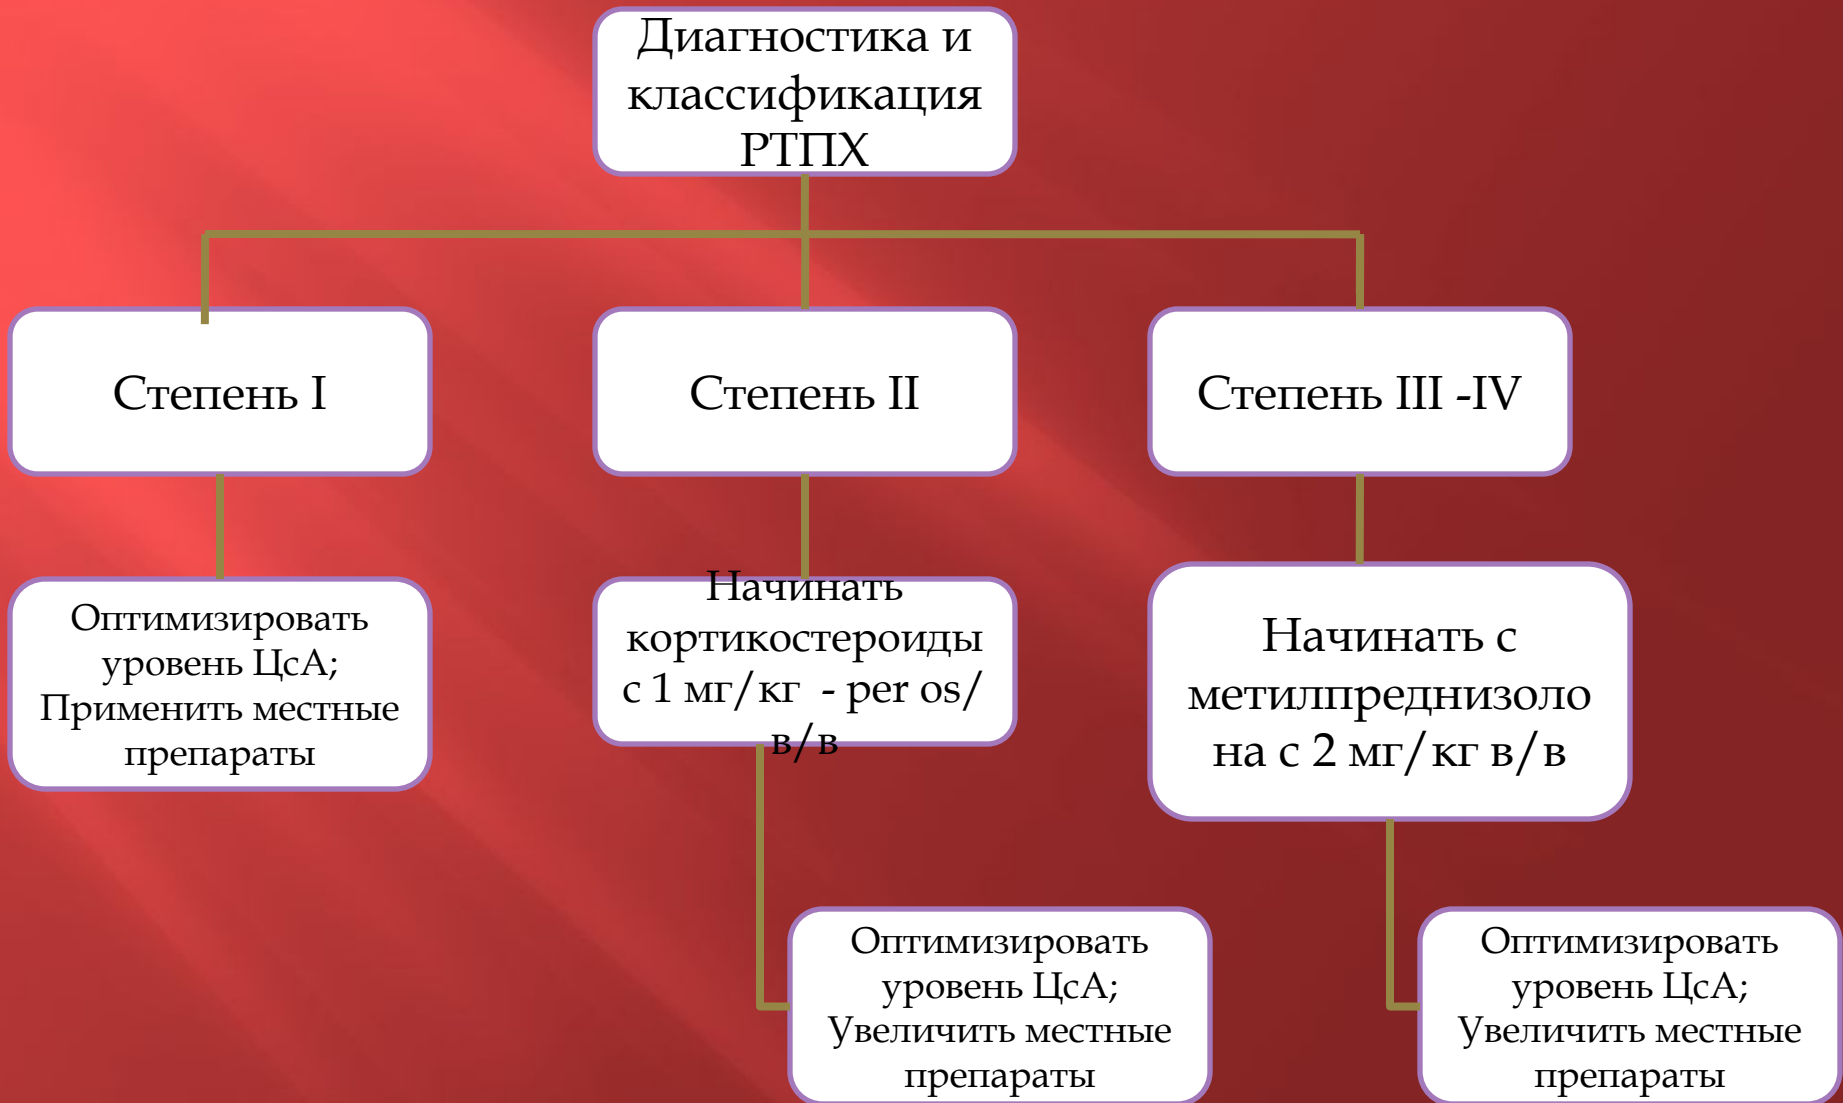 Диагностика и
классификация
РТПХ
Степень I
Степень II
Степень III -IV
Оптимизировать
уровень ЦсА;
Применить местные
препараты
Начинать
кортикостероиды
с 1 мг/кг - per os/
в/в
Начинать с
метилпреднизоло
на с 2 мг/кг в/в
Оптимизировать
уровень ЦсА;
Увеличить местные
препараты
Оптимизировать
уровень ЦсА;
Увеличить местные
препараты